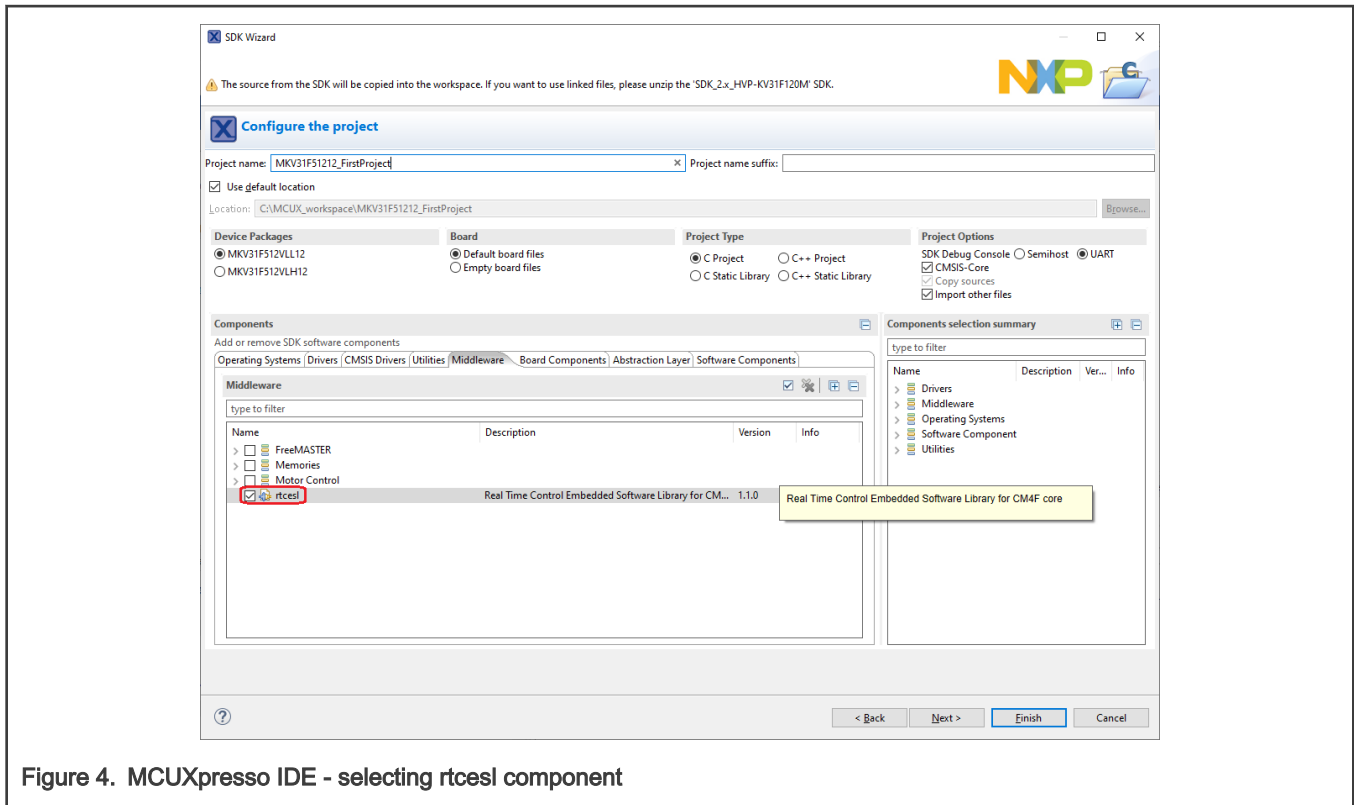 SDK Wizard
The source from the SDK will be copied into the workspace. If you want to use linked files, please unzip the 'SDK_2.x_HVP-KV31F120M' SDK.
NXP
Configure the project
Project name: MKV31F51212_FirstProject Project name suffix:
Use default location
Location: C:\MCUX_workspace\MKV31F51212_FirstProject Browse...
Device Packages Board Project Type Project Options
MKV31F512VLL12 Default board files C Project C++ Project SDK Debug Console Semihost UART
MKV31F512VLH12 Empty board files C Static Library C++ Static Library CMSIS-Core
Copy sources
Import other files
Components Components selection summary
Add or remove SDK software components type to filter
Operating Systems Drivers CMSIS Drivers Utilities Middleware Board Components Abstraction Layer Software Components
Middleware Name Description Ver... Info
type to filter Drivers
Middleware
Name Description Version Info Operating Systems
FreeMASTER Software Component
Memories Utilities
Motor Control
rtcesl Real Time Control Embedded Software Library for CM... 1.1.0 Real Time Control Embedded Software Library for CM4F core
? < Back Next > Finish Cancel
Figure 4. MCUXpresso IDE - selecting rtcesl component